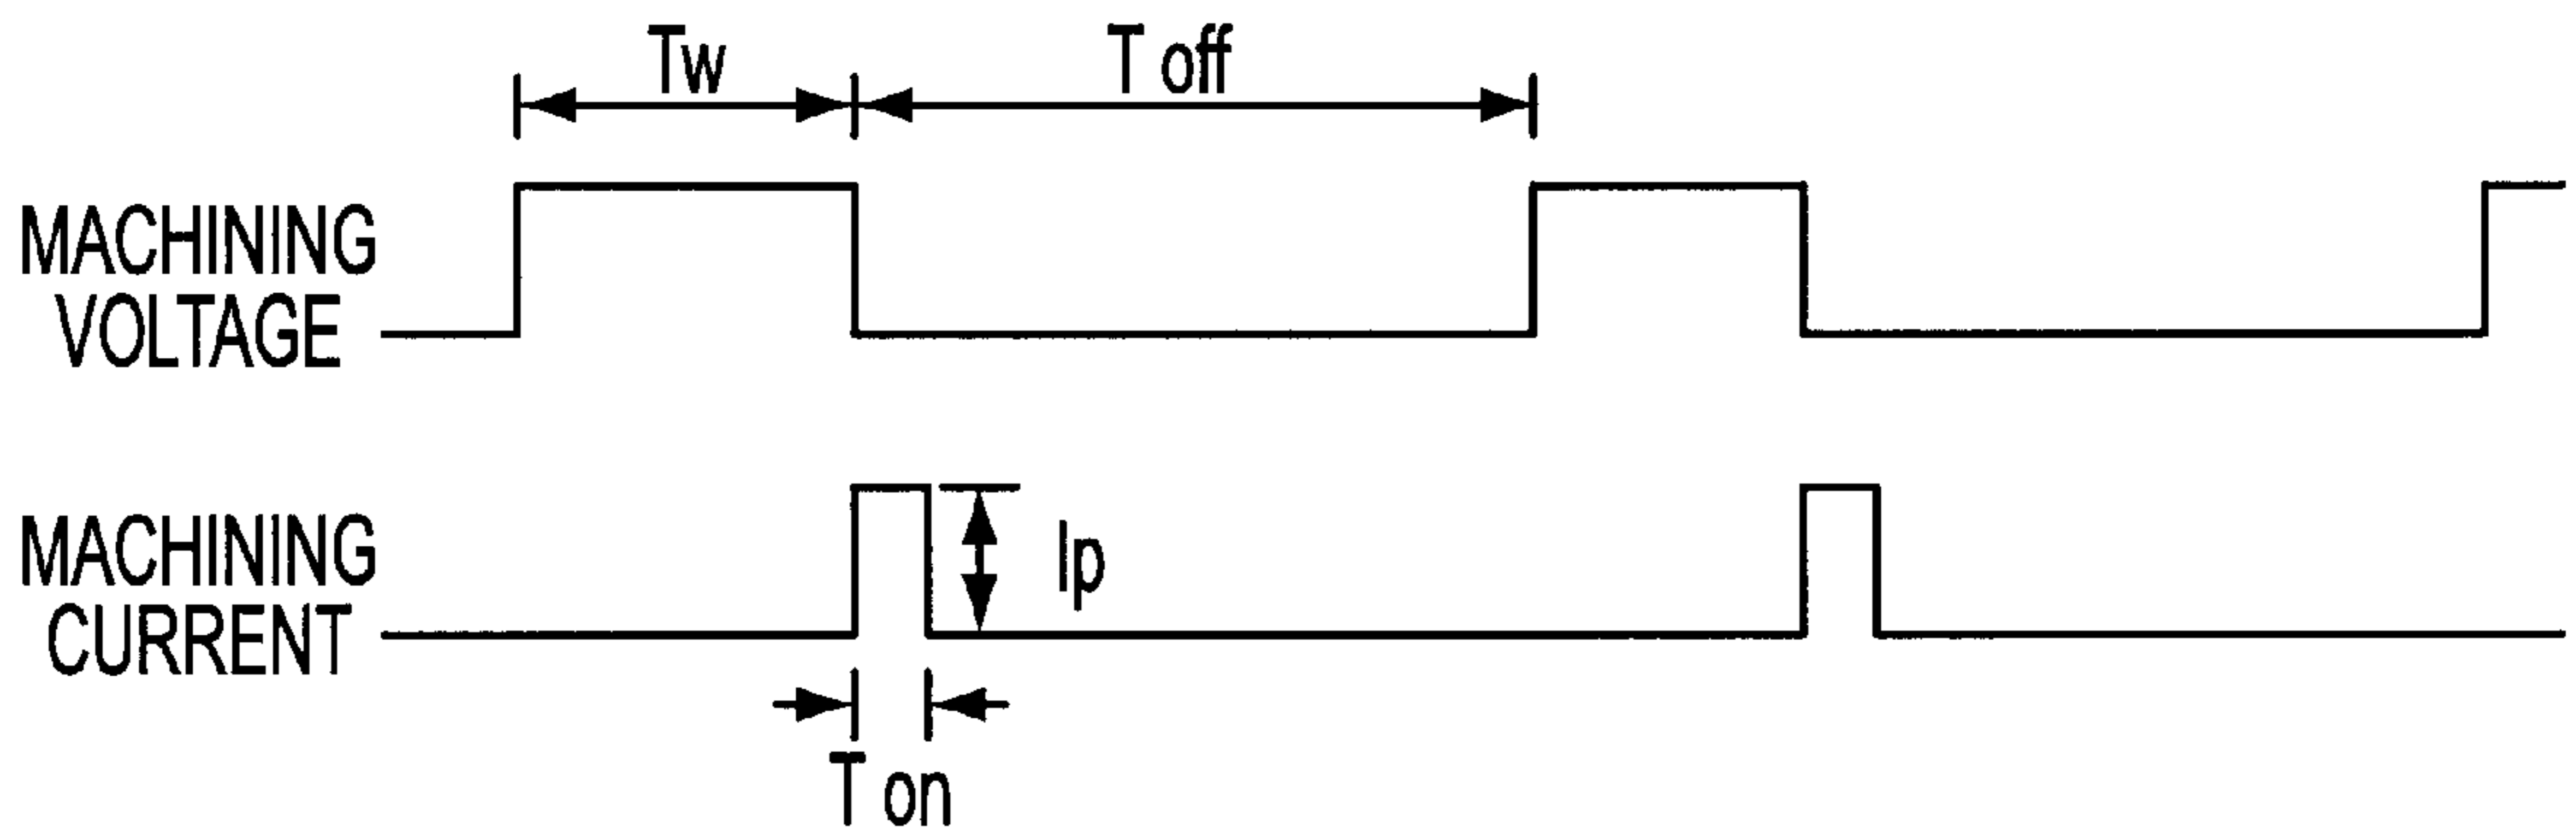 Tw
T off
MACHINING
VOLTAGE
MACHINING
CURRENT
Ip
T on